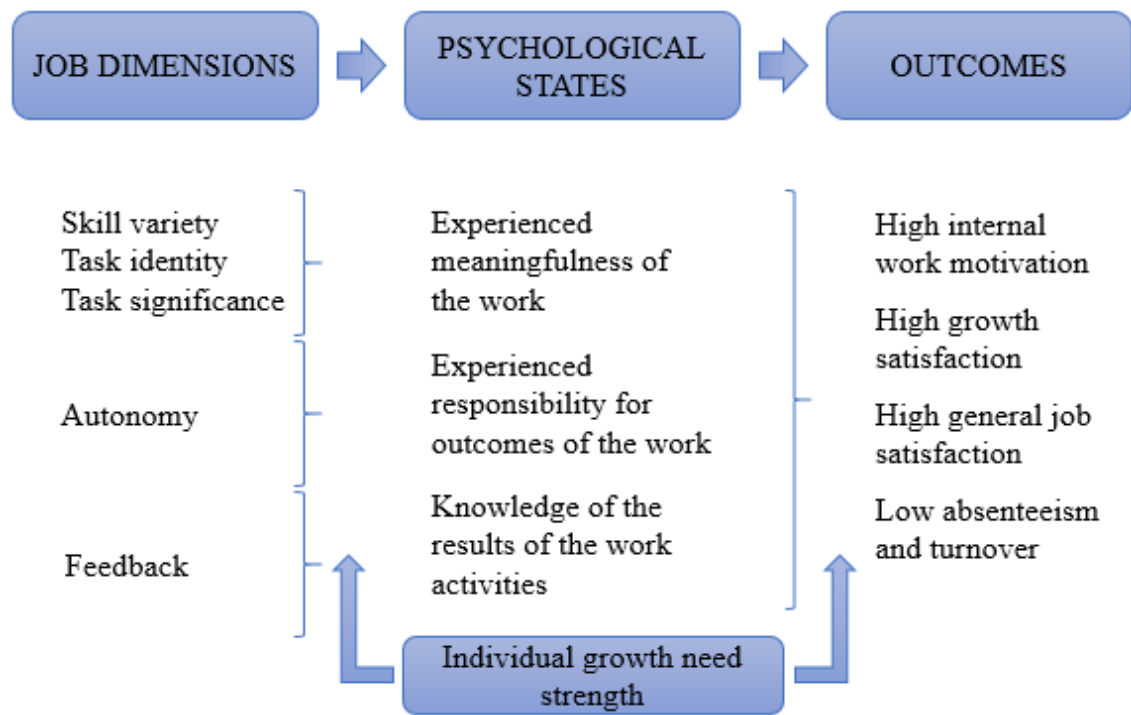 JOB DIMENSIONS
PSYCHOLOGICAL
STATES
OUTCOMES
Skill variety
Task identity
Task significance
Experienced
meaningfulness of
the work
High internal
work motivation
High growth
satisfaction
Autonomy
Experienced
responsibility for
outcomes of the work
High general job
satisfaction
Feedback
Knowledge of the
results of the work
activities
Low absenteeism
and turnover
Individual growth need
strength